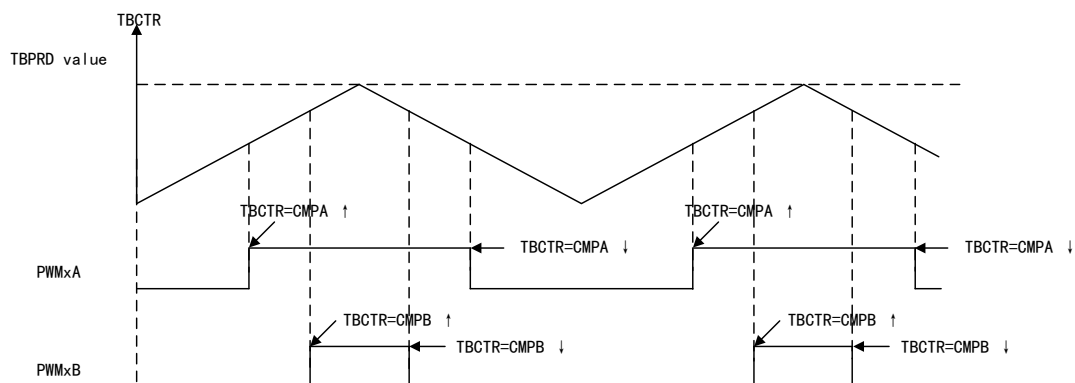 TBCTR
TBPRD value
TBCTR=CMPA ↑
TBCTR=CMPA ↑
TBCTR=CMPA ↓
TBCTR=CMPA ↓
PWMxA
TBCTR=CMPB ↑
TBCTR=CMPB ↑
TBCTR=CMPB ↓
TBCTR=CMPB ↓
PWMxB